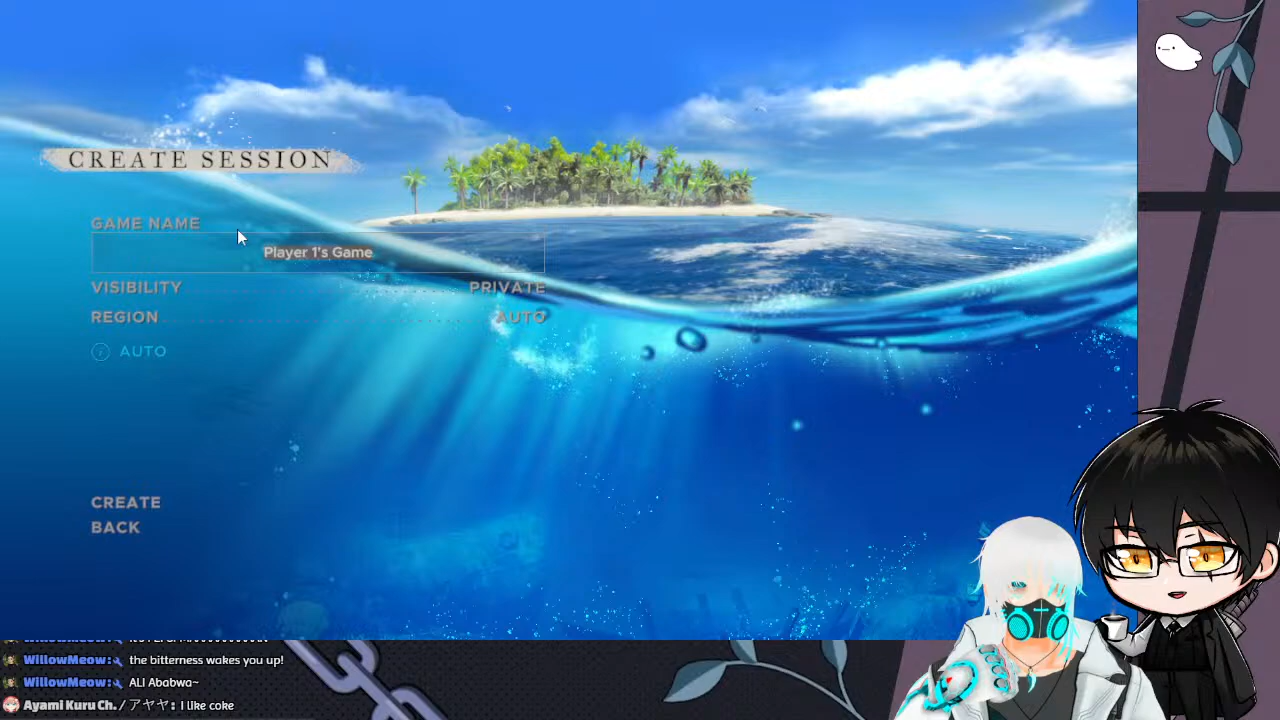 CREATE SESSION
GAME NAME
Player 1's Game
VISIBILITY PRIVATE
REGION AUTO
i AUTO
CREATE
BACK
WillowMeow: the bitterness wakes you up!
WillowMeow: ALI Ababwa~
Ayami Kuru Ch. / アヤヤ: I like coke